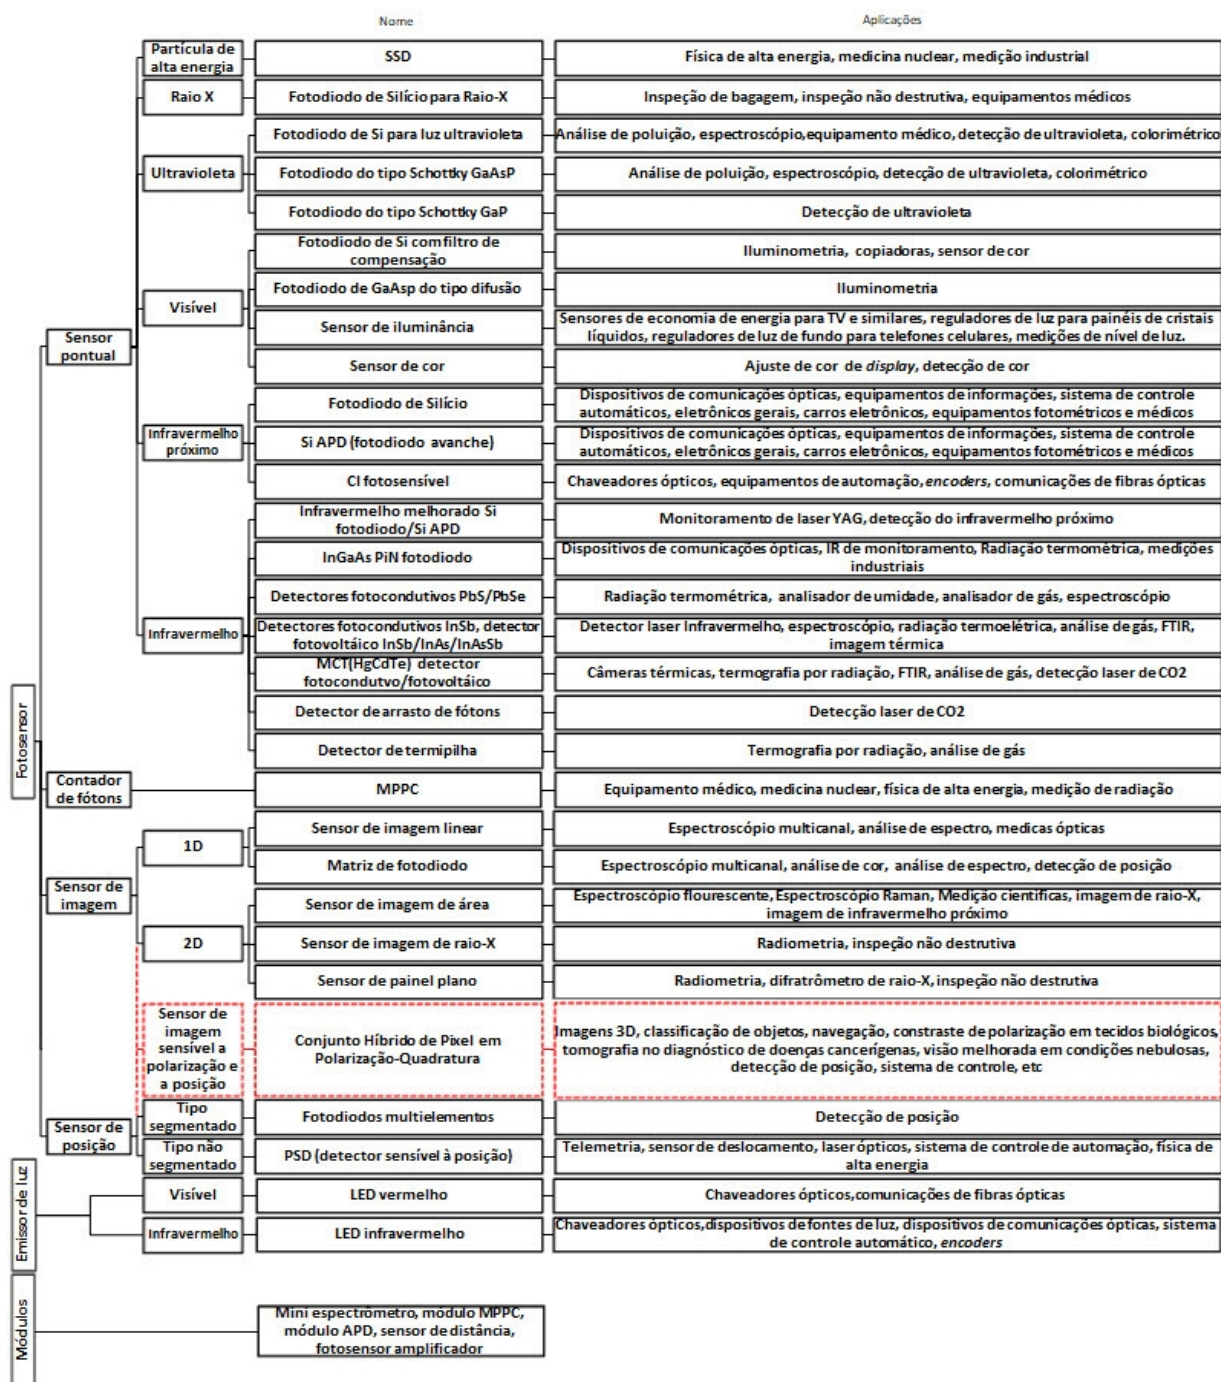 Nome
Aplicações
Partícula de
alta energia
SSD
Física de alta energia, medicina nuclear, medição industrial
Raio X
Fotodiodo de Silício para Raio-X
Inspeção de bagagem, inspeção não destrutiva, equipamentos médicos
Ultravioleta
Fotodiodo de Si para luz ultravioleta
Análise de poluição, espectroscópio,equipamento médico, detecção de ultravioleta, colorimétrico
Fotodiodo do tipo Schottky GaAsP
Análise de poluição, espectroscópio, detecção de ultravioleta, colorimétrico
Fotodiodo do tipo Schottky GaP
Detecção de ultravioleta
Sensor
pontual
Visível
Fotodiodo de Si com filtro de
compensação
Iluminometria, copiadoras, sensor de cor
Fotodiodo de GaAsp do tipo difusão
Iluminometria
Sensor de iluminância
Sensores de economia de energia para TV e similares, reguladores de luz para painéis de cristais
líquidos, reguladores de luz de fundo para telefones celulares, medições de nível de luz.
Sensor de cor
Ajuste de cor de display, detecção de cor
Infravermelho
próximo
Fotodiodo de Silício
Dispositivos de comunicações ópticas, equipamentos de informações, sistema de controle
automáticos, eletrônicos gerais, carros eletrônicos, equipamentos fotométricos e médicos
Si APD (fotodiodo avanche)
Dispositivos de comunicações ópticas, equipamentos de informações, sistema de controle
automáticos, eletrônicos gerais, carros eletrônicos, equipamentos fotométricos e médicos
CI fotosensível
Chaveadores ópticos, equipamentos de automação, encoders, comunicações de fibras ópticas
Infravermelho
Infravermelho melhorado Si
fotodiodo/Si APD
Monitoramento de laser YAG, detecção do infravermelho próximo
InGaAs PiN fotodiodo
Dispositivos de comunicações ópticas, IR de monitoramento, Radiação termométrica, medições
industriais
Detectores fotocondutivos PbS/PbSe
Radiação termométrica, analisador de umidade, analisador de gás, espectroscópio
Detectores fotocondutivos InSb, detector
fotovoltáico InSb/InAs/InAsSb
Detector laser Infravermelho, espectroscópio, radiação termoelétrica, análise de gás, FTIR,
imagem térmica
MCT(HgCdTe) detector
fotocondutvo/fotovoltáico
Câmeras térmicas, termografia por radiação, FTIR, análise de gás, detecção laser de CO2
Detector de arrasto de fótons
Detecção laser de CO2
Detector de termipilha
Termografia por radiação, análise de gás
Fotosensor
Contador
de fótons
MPPC
Equipamento médico, medicina nuclear, física de alta energia, medição de radiação
Sensor de
imagem
1D
Sensor de imagem linear
Espectroscópio multicanal, análise de espectro, medicas ópticas
Matriz de fotodiodo
Espectroscópio multicanal, análise de cor, análise de espectro, detecção de posição
2D
Sensor de imagem de área
Espectroscópio flourescente, Espectroscópio Raman, Medição científicas, imagem de raio-X,
imagem de infravermelho próximo
Sensor de imagem de raio-X
Radiometria, inspeção não destrutiva
Sensor de painel plano
Radiometria, difratrômetro de raio-X, inspeção não destrutiva
Sensor de
imagem
sensível a
polarização e
a posição
Conjunto Híbrido de Pixel em
Polarização-Quadratura
Imagens 3D, classificação de objetos, navegação, constraste de polarização em tecidos biológicos,
tomografia no diagnóstico de doenças cancerígenas, visão melhorada em condições nebulosas,
detecção de posição, sistema de controle, etc
Sensor de
posição
Tipo
segmentado
Fotodiodos multielementos
Detecção de posição
Tipo não
segmentado
PSD (detector sensível à posição)
Telemetria, sensor de deslocamento, laser ópticos, sistema de controle de automação, física de
alta energia
Emissor de luz
Visível
LED vermelho
Chaveadores ópticos,comunicações de fibras ópticas
Infravermelho
LED infravermelho
Chaveadores ópticos,dispositivos de fontes de luz, dispositivos de comunicações ópticas, sistema
de controle automático, encoders
Módulos
Mini espectrômetro, módulo MPPC,
módulo APD, sensor de distância,
fotosensor amplificador